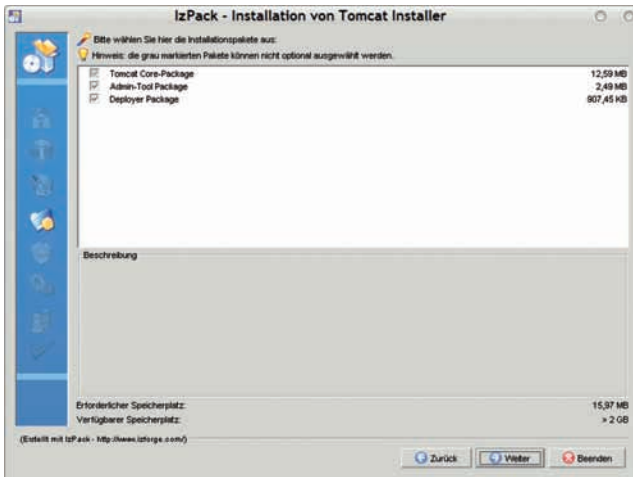 IzPack - Installation von Tomcat Installer
Bitte wählen Sie hier die Installationspakete aus:
Hinweis: die grau markierten Pakete können nicht optional ausgewählt werden.
Tomcat Core-Package 12,59 MB
Admin-Tool Package 2,49 MB
Deployer Package 907,45 KB
Beschreibung
Erforderlicher Speicherplatz: 15,97 MB
Verfügbarer Speicherplatz: > 2 GB
(Erstellt mit IzPack - http://www.izforge.com/)
Zurück Weiter Beenden